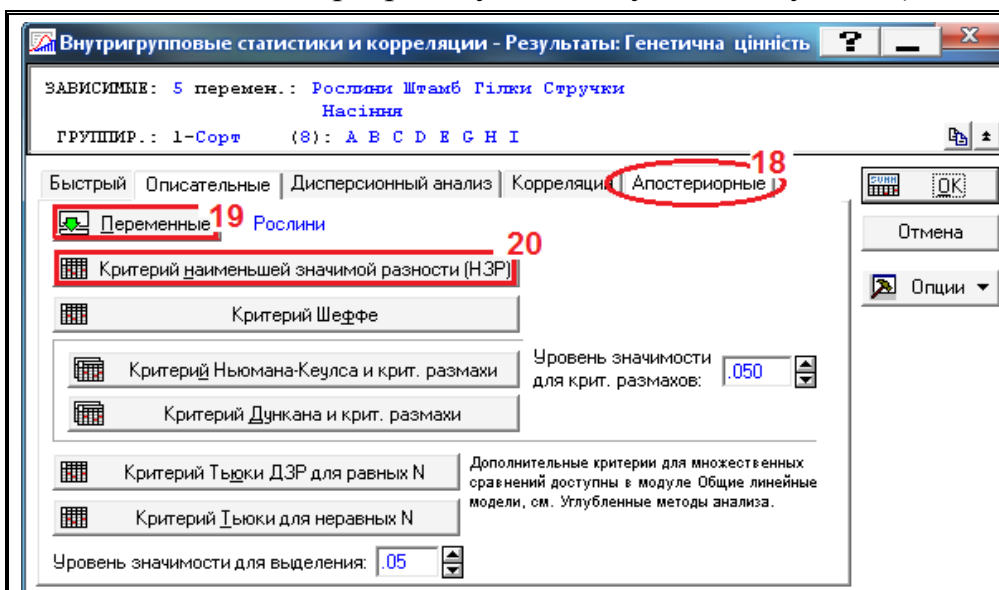 Внутригрупповые статистики и корреляции - Результаты: Генетична цінність
ЗАВИСИМЫЕ: 5 перемен.: Рослини Штамб Гілки Стручки
Насіння
ГРУППИР.: 1-Сорт (8): A B C D E G H I
18
Быстрый Описательные Дисперсионный анализ Корреляции Апостериорные
OK
Переменные 19 Рослини
Отмена
20
Критерий наименьшей значимой разности (НЗР)
Опции
Критерий Шеффе
Критерий Ньюмана-Кеулса и крит. размахи
Уровень значимости
для крит. размахов: .050
Критерий Дункана и крит. размахи
Критерий Тьюки ДЗР для равных N
Дополнительные критерии для множественных
сравнений доступны в модуле Общие линейные
модели, см. Углубленные методы анализа.
Критерий Тьюки для неравных N
Уровень значимости для выделения: .05